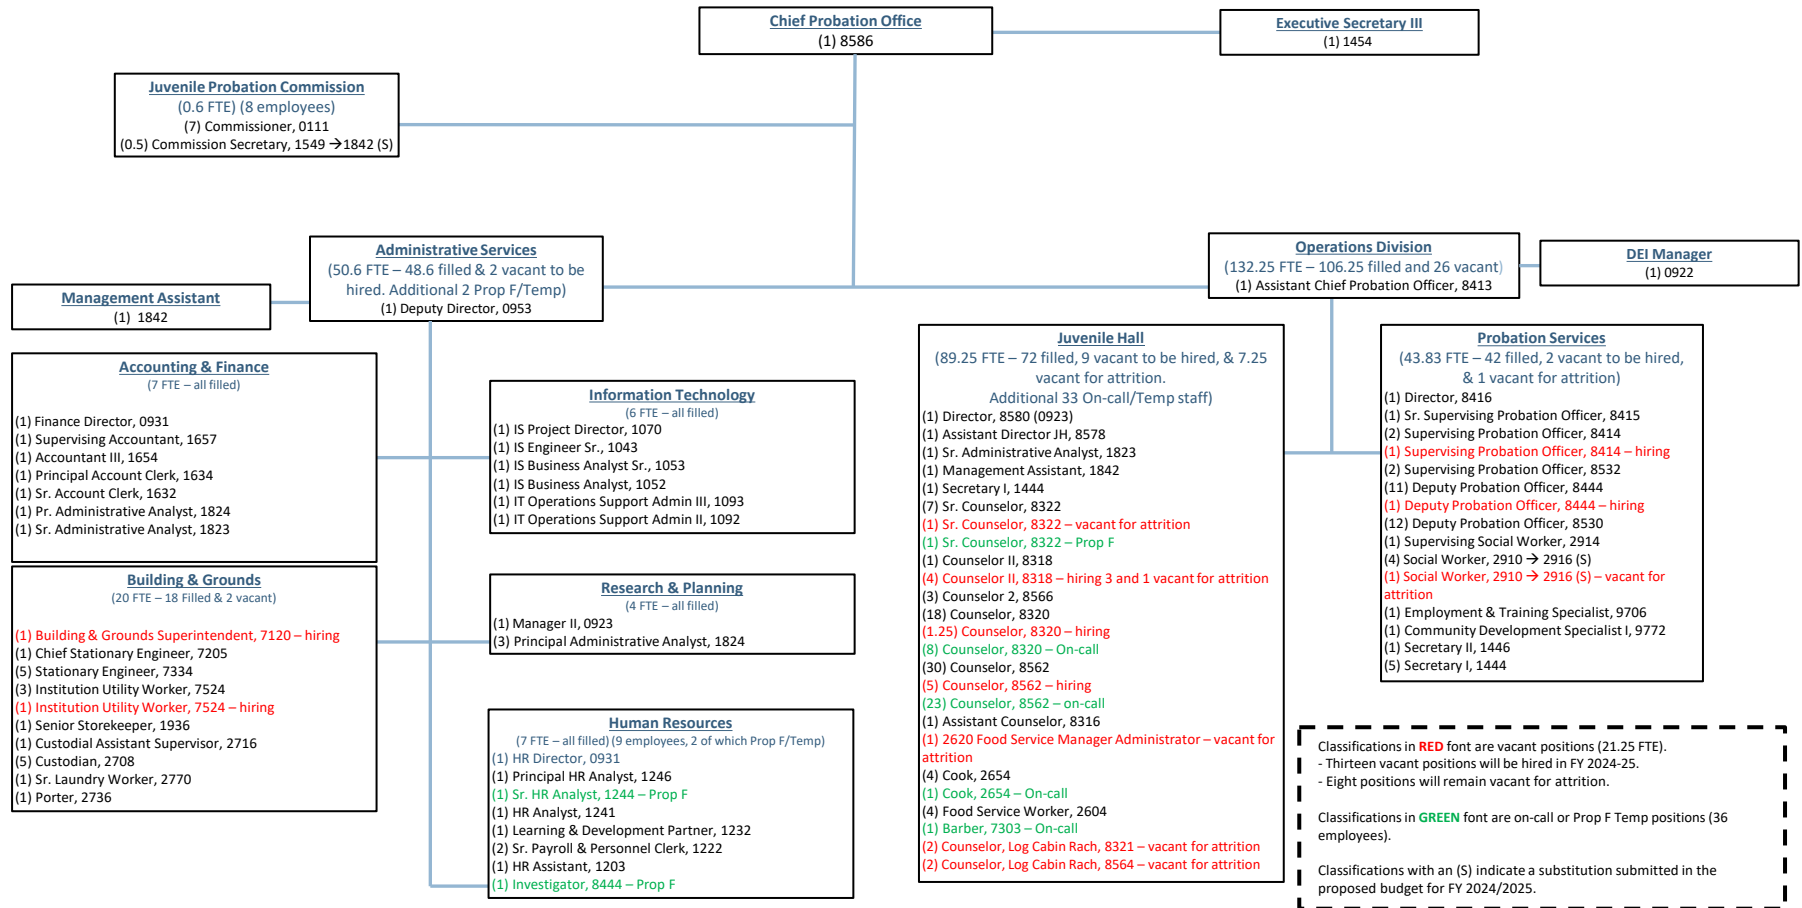 Chief Probation Office
(1) 8586
Executive Secretary III
(1) 1454
Juvenile Probation Commission
(0.6 FTE) (8 employees)
(7) Commissioner, 0111
(0.5) Commission Secretary, 1549 →1842 (S)
Administrative Services
(50.6 FTE – 48.6 filled & 2 vacant to be
hired. Additional 2 Prop F/Temp)
(1) Deputy Director, 0953
Operations Division
(132.25 FTE – 106.25 filled and 26 vacant)
(1) Assistant Chief Probation Officer, 8413
DEI Manager
(1) 0922
Management Assistant
(1) 1842
Accounting & Finance
(7 FTE – all filled)
(1) Finance Director, 0931
(1) Supervising Accountant, 1657
(1) Accountant III, 1654
(1) Principal Account Clerk, 1634
(1) Sr. Account Clerk, 1632
(1) Pr. Administrative Analyst, 1824
(1) Sr. Administrative Analyst, 1823
Building & Grounds
(20 FTE – 18 Filled & 2 vacant)
(1) Building & Grounds Superintendent, 7120 – hiring
(1) Chief Stationary Engineer, 7205
(5) Stationary Engineer, 7334
(3) Institution Utility Worker, 7524
(1) Institution Utility Worker, 7524 – hiring
(1) Senior Storekeeper, 1936
(1) Custodial Assistant Supervisor, 2716
(5) Custodian, 2708
(1) Sr. Laundry Worker, 2770
(1) Porter, 2736
Information Technology
(6 FTE – all filled)
(1) IS Project Director, 1070
(1) IS Engineer Sr., 1043
(1) IS Business Analyst Sr., 1053
(1) IS Business Analyst, 1052
(1) IT Operations Support Admin III, 1093
(1) IT Operations Support Admin II, 1092
Research & Planning
(4 FTE – all filled)
(1) Manager II, 0923
(3) Principal Administrative Analyst, 1824
Human Resources
(7 FTE – all filled) (9 employees, 2 of which Prop F/Temp)
(1) HR Director, 0931
(1) Principal HR Analyst, 1246
(1) Sr. HR Analyst, 1244 – Prop F
(1) HR Analyst, 1241
(1) Learning & Development Partner, 1232
(2) Sr. Payroll & Personnel Clerk, 1222
(1) HR Assistant, 1203
(1) Investigator, 8444 – Prop F
Juvenile Hall
(89.25 FTE – 72 filled, 9 vacant to be hired, & 7.25
vacant for attrition.
Additional 33 On-call/Temp staff)
(1) Director, 8580 (0923)
(1) Assistant Director JH, 8578
(1) Sr. Administrative Analyst, 1823
(1) Management Assistant, 1842
(1) Secretary I, 1444
(7) Sr. Counselor, 8322
(1) Sr. Counselor, 8322 – vacant for attrition
(1) Sr. Counselor, 8322 – Prop F
(1) Counselor II, 8318
(4) Counselor II, 8318 – hiring 3 and 1 vacant for attrition
(3) Counselor 2, 8566
(18) Counselor, 8320
(1.25) Counselor, 8320 – hiring
(8) Counselor, 8320 – On-call
(30) Counselor, 8562
(5) Counselor, 8562 – hiring
(23) Counselor, 8562 – on-call
(1) Assistant Counselor, 8316
(1) 2620 Food Service Manager Administrator – vacant for
attrition
(4) Cook, 2654
(1) Cook, 2654 – On-call
(4) Food Service Worker, 2604
(1) Barber, 7303 – On-call
(2) Counselor, Log Cabin Rach, 8321 – vacant for attrition
(2) Counselor, Log Cabin Rach, 8564 – vacant for attrition
Probation Services
(43.83 FTE – 42 filled, 2 vacant to be hired,
& 1 vacant for attrition)
(1) Director, 8416
(1) Sr. Supervising Probation Officer, 8415
(2) Supervising Probation Officer, 8414
(1) Supervising Probation Officer, 8414 – hiring
(2) Supervising Probation Officer, 8532
(11) Deputy Probation Officer, 8444
(1) Deputy Probation Officer, 8444 – hiring
(12) Deputy Probation Officer, 8530
(1) Supervising Social Worker, 2914
(4) Social Worker, 2910 → 2916 (S)
(1) Social Worker, 2910 → 2916 (S) – vacant for
attrition
(1) Employment & Training Specialist, 9706
(1) Community Development Specialist I, 9772
(1) Secretary II, 1446
(5) Secretary I, 1444
Classifications in RED font are vacant positions (21.25 FTE).
- Thirteen vacant positions will be hired in FY 2024-25.
- Eight positions will remain vacant for attrition.
Classifications in GREEN font are on-call or Prop F Temp positions (36
employees).
Classifications with an (S) indicate a substitution submitted in the
proposed budget for FY 2024/2025.